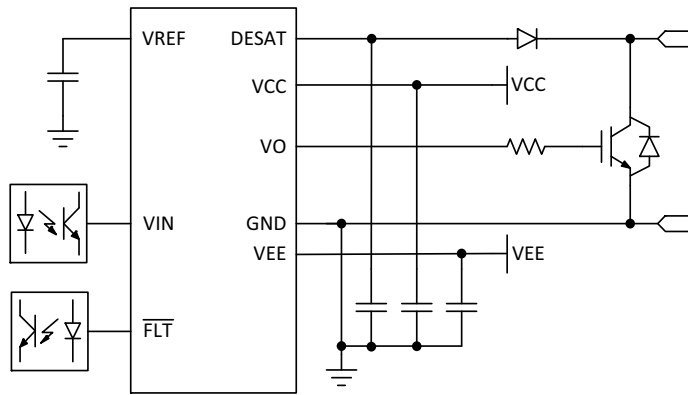 VREF
DESAT
VCC
VCC
VO
VIN
GND
VEE
VEE
FLT